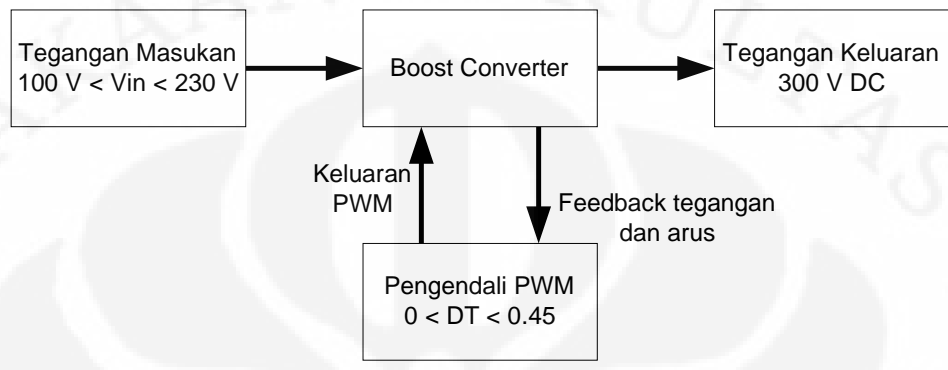 Tegangan Masukan
100 V < Vin < 230 V
Boost Converter
Tegangan Keluaran
300 V DC
Keluaran
PWM
Feedback tegangan
dan arus
Pengendali PWM
0 < DT < 0.45